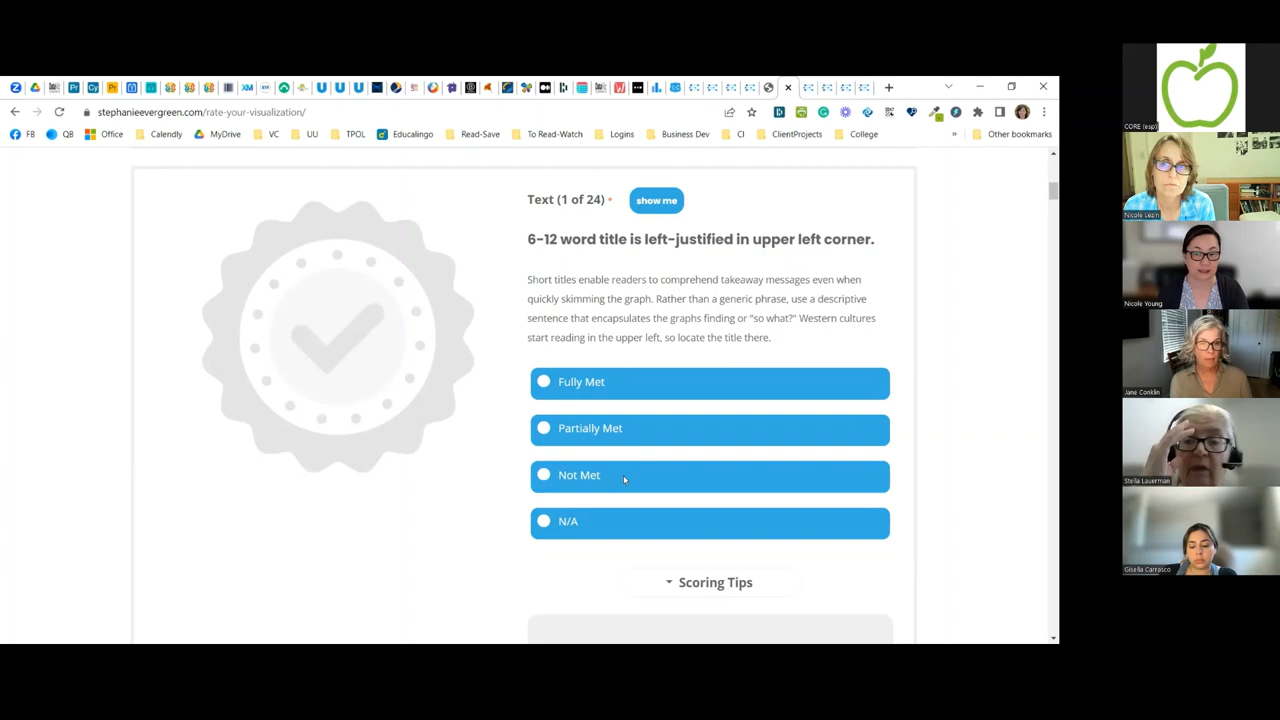 stephanieevergreen.com/rate-your-visualization/
FB
QB
Office
Calendly
MyDrive
VC
UU
TPOL
Educalingo
Read-Save
To Read-Watch
Logins
Business Dev
CI
ClientProjects
College
»
Other bookmarks
Text (1 of 24) *
show me
6-12 word title is left-justified in upper left corner.
Short titles enable readers to comprehend takeaway messages even when
quickly skimming the graph. Rather than a generic phrase, use a descriptive
sentence that encapsulates the graphs finding or "so what?" Western cultures
start reading in the upper left, so locate the title there.
Fully Met
Partially Met
Not Met
N/A
Scoring Tips
CORE (esp)
Nicole Lezin
Nicole Young
Jane Conklin
Stella Lauerman
Gisella Carrasco